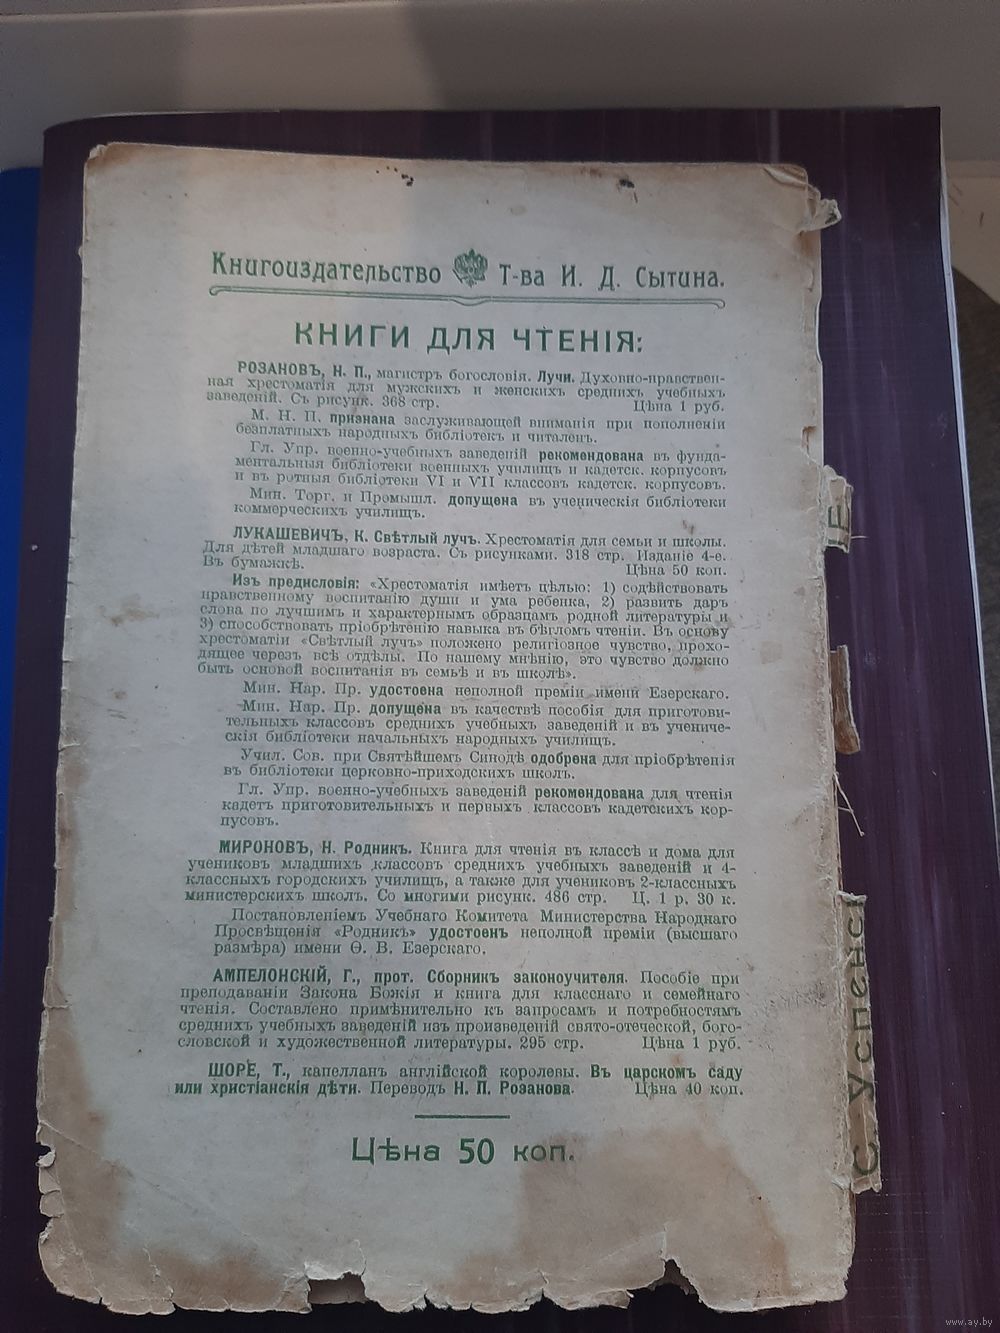 Книгоиздательство Т-ва И. Д. Сытина.
КНИГИ ДЛЯ ЧТЕНІЯ:
РОЗАНОВЪ, Н. П., магистръ богословія. Лучи. Духовно-нравствен-
ная хрестоматія для мужскихъ и женскихъ среднихъ учебныхъ
заведеній. Съ рисунк. 368 стр. Цѣна 1 руб.
М. Н. П. признана заслуживающей вниманія при пополненіи
безплатныхъ народныхъ библіотекъ и читаленъ.
Гл. Упр. военно-учебныхъ заведеній рекомендована въ фунда-
ментальныя библіотеки военныхъ училищъ и кадетск. корпусовъ
и въ ротныя библіотеки VI и VII классовъ кадетск. корпусовъ.
Мин. Торг. и Промышл. допущена въ ученическія библіотеки
коммерческихъ училищъ.
ЛУКАШЕВИЧЪ, К. Свѣтлый лучъ. Хрестоматія для семьи и школы.
Для дѣтей младшаго возраста. Съ рисунками. 318 стр. Изданіе 4-е.
Въ бумажкѣ. Цѣна 50 коп.
Изъ предисловія: «Хрестоматія имѣетъ цѣлью: 1) содѣйствовать
нравственному воспитанію души и ума ребенка, 2) развить даръ
слова по лучшимъ и характернымъ образцамъ родной литературы и
3) способствовать пріобрѣтенію навыка въ бѣгломъ чтеніи. Въ основу
хрестоматіи «Свѣтлый лучъ» положено религіозное чувство, прохо-
дящее черезъ всѣ отдѣлы. По нашему мнѣнію, это чувство должно
быть основой воспитанія въ семьѣ и въ школѣ».
Мин. Нар. Пр. удостоена неполной преміи имени Езерскаго.
Мин. Нар. Пр. допущена въ качествѣ пособія для приготови-
тельныхъ классовъ среднихъ учебныхъ заведеній и въ учениче-
скія библіотеки начальныхъ народныхъ училищъ.
Учил. Сов. при Святѣйшемъ Синодѣ одобрена для пріобрѣтенія
въ библіотеки церковно-приходскихъ школъ.
Гл. Упр. военно-учебныхъ заведеній рекомендована для чтенія
кадетъ приготовительныхъ и первыхъ классовъ кадетскихъ кор-
пусовъ.
МИРОНОВЪ, Н. Родникъ. Книга для чтенія въ классѣ и дома для
учениковъ младшихъ классовъ среднихъ учебныхъ заведеній и 4-
классныхъ городскихъ училищъ, а также для учениковъ 2-классныхъ
министерскихъ школъ. Со многими рисунк. 486 стр. Ц. 1 р. 30 к.
Постановленіемъ Учебнаго Комитета Министерства Народнаго
Просвѣщенія «Родникъ» удостоенъ неполной преміи (высшаго
размѣра) имени Ѳ. В. Езерскаго.
АМПЕЛОНСКІЙ, Г., прот. Сборникъ законоучителя. Пособіе при
преподаваніи Закона Божія и книга для класснаго и семейнаго
чтенія. Составлено примѣнительно къ запросамъ и потребностямъ
среднихъ учебныхъ заведеній изъ произведеній свято-отеческой, бого-
словской и художественной литературы. 295 стр. Цѣна 1 руб.
ШОРЕ, Т., капелланъ англійской королевы. Въ царскомъ саду
или христіанскія дѣти. Переводъ Н. П. Розанова. Цѣна 40 коп.
Цѣна 50 коп.
С. Успенс
www.ay.by